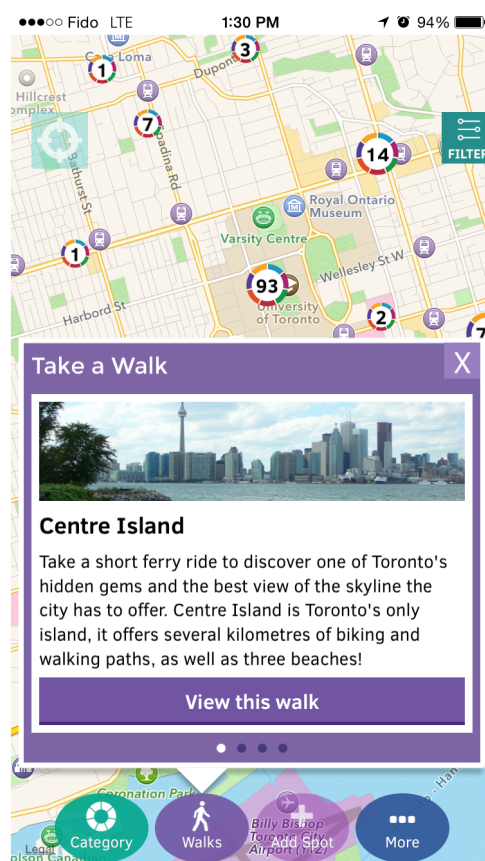 Fido LTE 1:30 PM 94%
Casa Loma
1
3
Dupont
Hillcrest
Complex
7
Spadina Rd
14
FILTER
Bathurst St
Royal Ontario
Museum
Varsity Centre
1
Wellesley St W
93
Harbord St
University
of Toronto
2
7
Take a Walk
X
Centre Island
Take a short ferry ride to discover one of Toronto's
hidden gems and the best view of the skyline the
city has to offer. Centre Island is Toronto's only
island, it offers several kilometres of biking and
walking paths, as well as three beaches!
View this walk
Coronation Park
Category
Walks
Billy Bishop
Toronto City
Airport (YTZ)
Add Spot
More
Legal